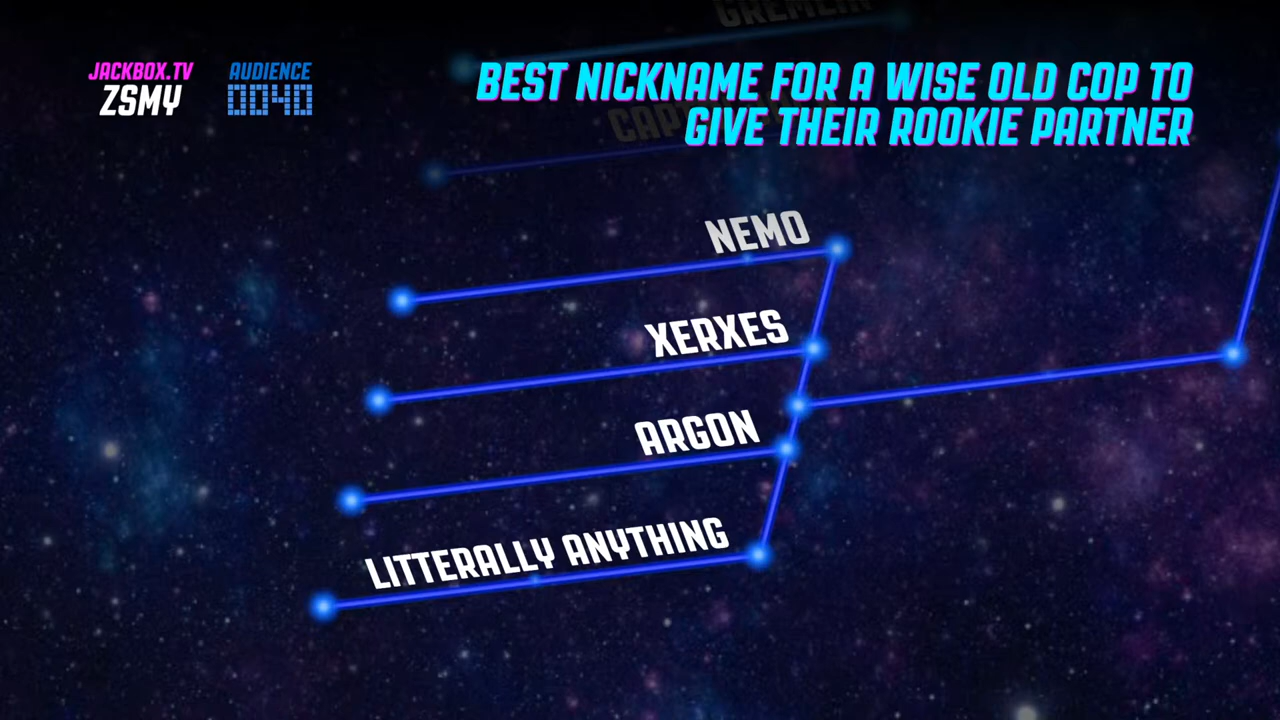 GREMLIN
JACKBOX.TV
ZSMY
AUDIENCE
0040
BEST NICKNAME FOR A WISE OLD COP TO
GIVE THEIR ROOKIE PARTNER
NEMO
XERXES
ARGON
LITTERALLY ANYTHING